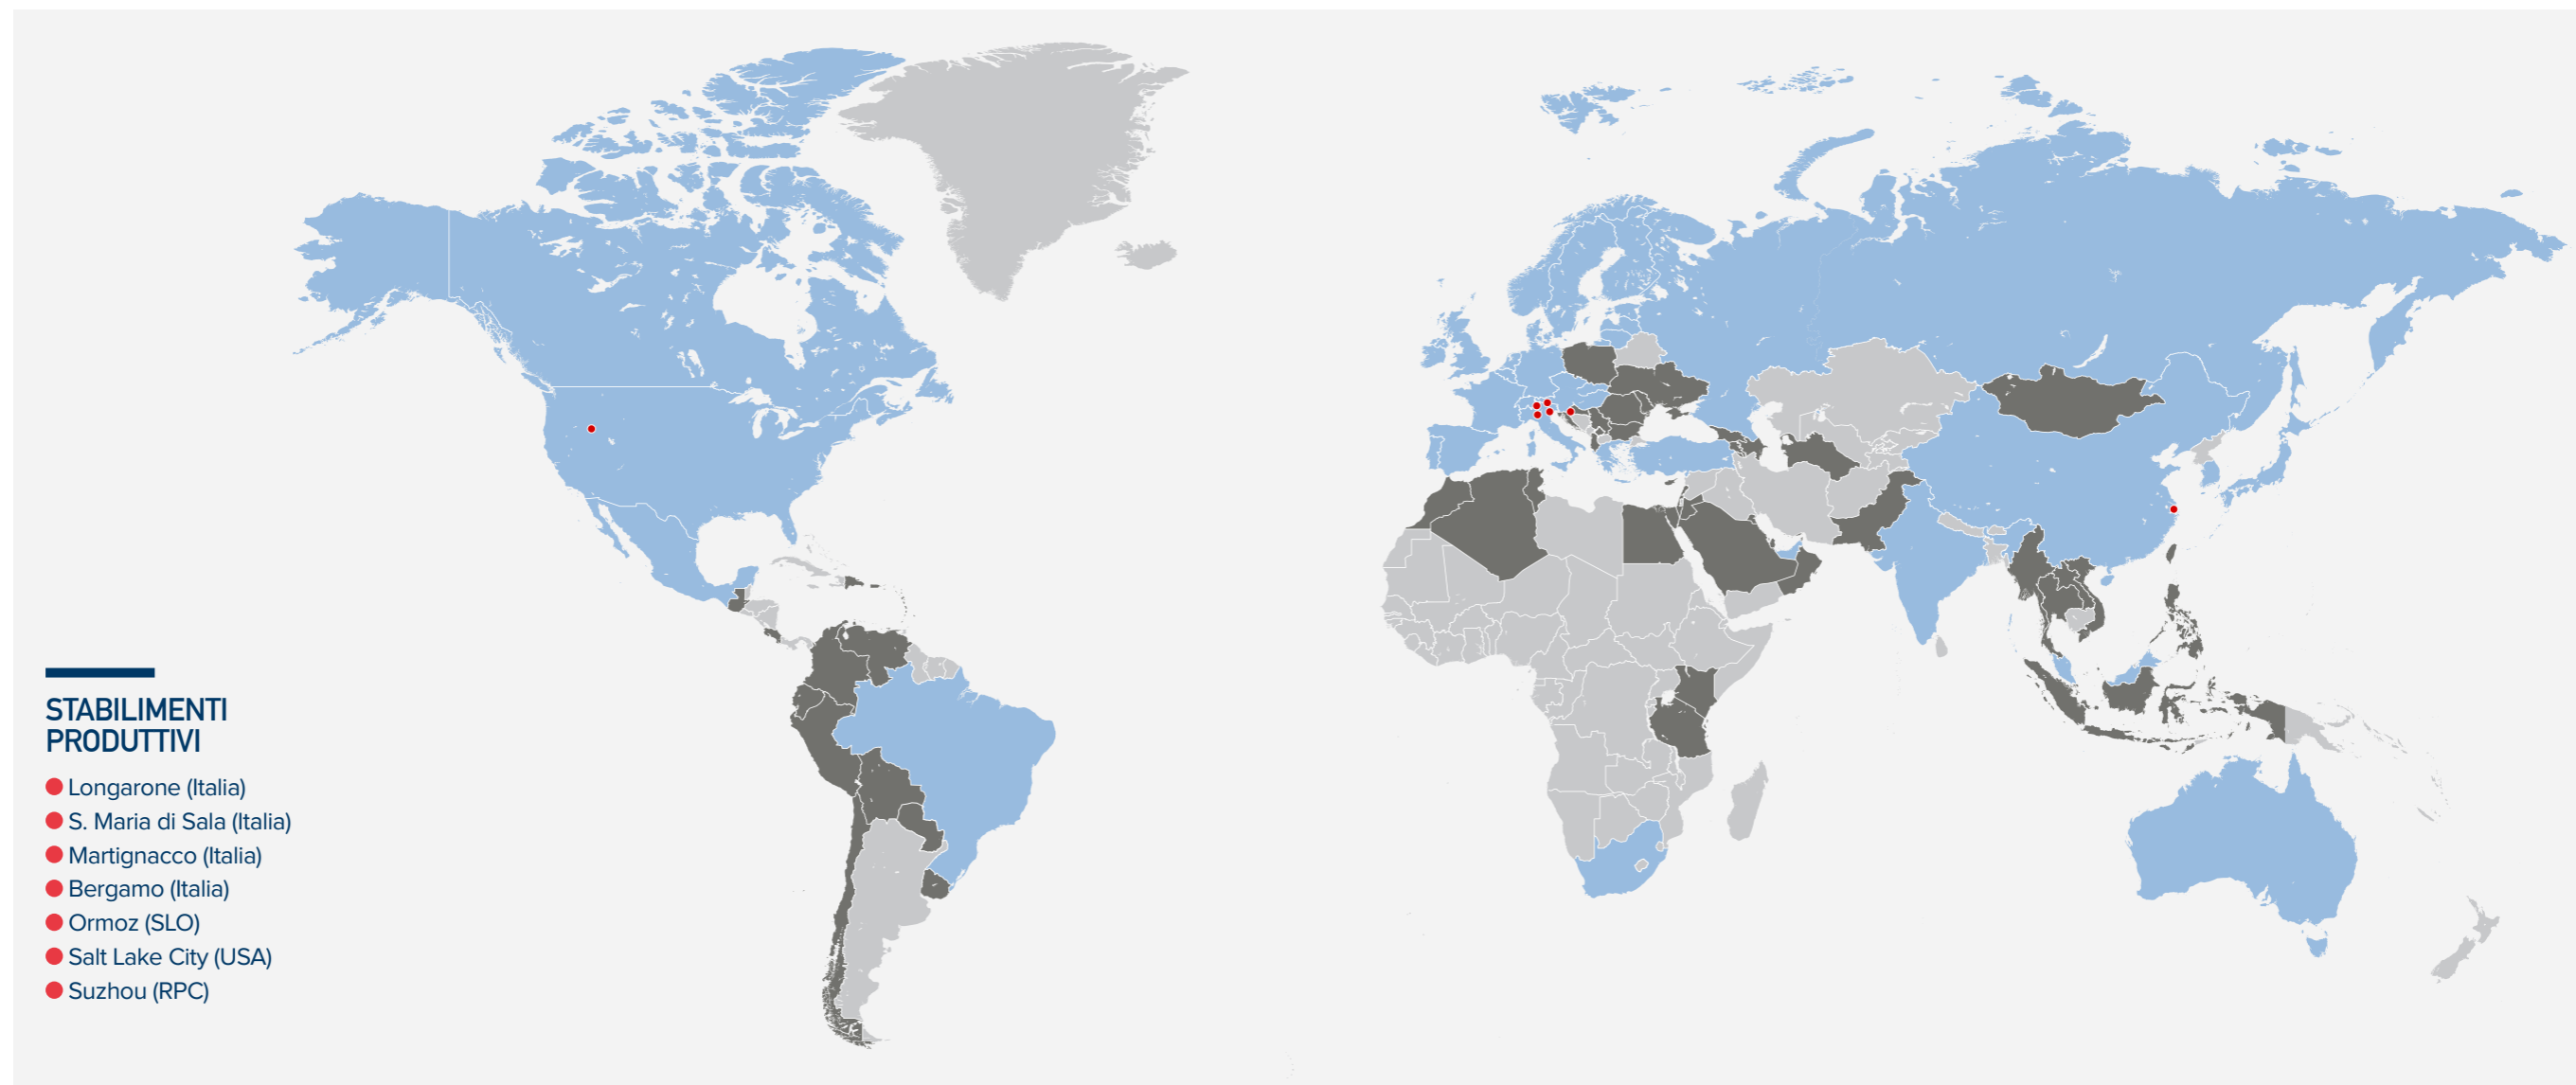 STABILIMENTI
PRODUTTIVI
Longarone (Italia)
S. Maria di Sala (Italia)
Martignacco (Italia)
Bergamo (Italia)
Ormoz (SLO)
Salt Lake City (USA)
Suzhou (RPC)